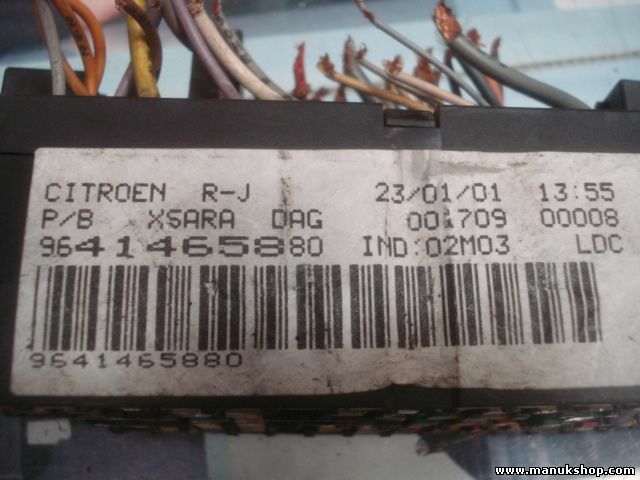 CITROEN R-J 23/01/01 13:55
P/B XSARA DAG 001709 00008
9641465880 IND:02M03 LDC
9641465880
www.manukshop.com